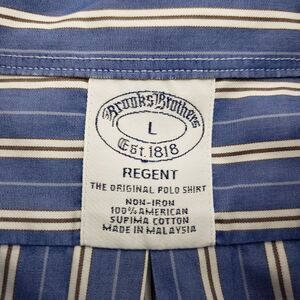 Brooks Brothers
L
Est. 1818
REGENT
THE ORIGINAL POLO SHIRT
NON-IRON
100% AMERICAN
SUPIMA COTTON
MADE IN MALAYSIA